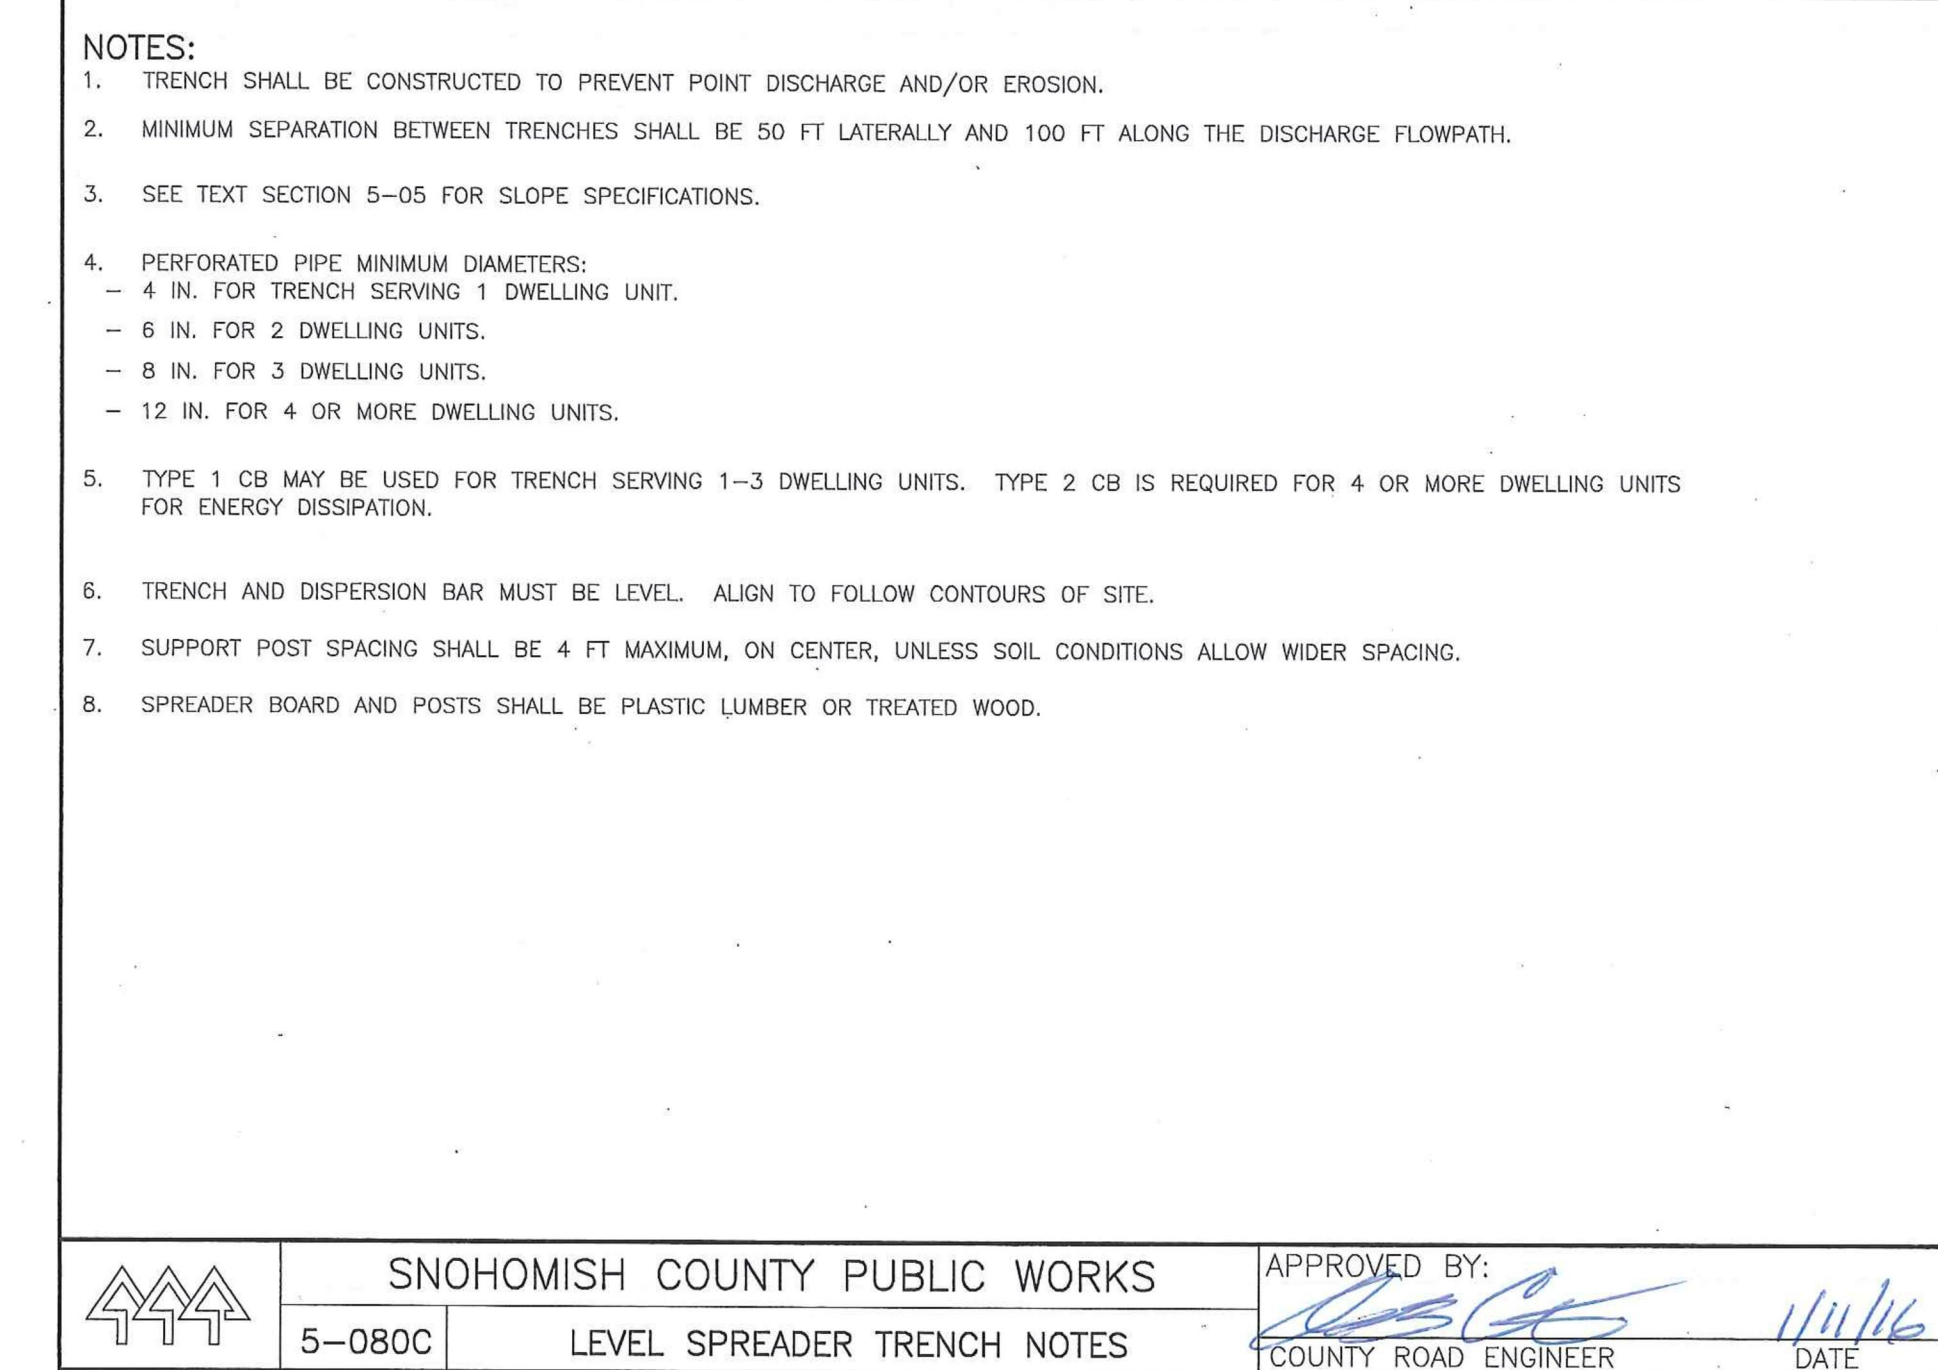 NOTES:
1. TRENCH SHALL BE CONSTRUCTED TO PREVENT POINT DISCHARGE AND/OR EROSION.
2. MINIMUM SEPARATION BETWEEN TRENCHES SHALL BE 50 FT LATERALLY AND 100 FT ALONG THE DISCHARGE FLOWPATH.
3. SEE TEXT SECTION 5-05 FOR SLOPE SPECIFICATIONS.
4. PERFORATED PIPE MINIMUM DIAMETERS:
- 4 IN. FOR TRENCH SERVING 1 DWELLING UNIT.
- 6 IN. FOR 2 DWELLING UNITS.
- 8 IN. FOR 3 DWELLING UNITS.
- 12 IN. FOR 4 OR MORE DWELLING UNITS.
5. TYPE 1 CB MAY BE USED FOR TRENCH SERVING 1-3 DWELLING UNITS. TYPE 2 CB IS REQUIRED FOR 4 OR MORE DWELLING UNITS
FOR ENERGY DISSIPATION.
6. TRENCH AND DISPERSION BAR MUST BE LEVEL. ALIGN TO FOLLOW CONTOURS OF SITE.
7. SUPPORT POST SPACING SHALL BE 4 FT MAXIMUM, ON CENTER, UNLESS SOIL CONDITIONS ALLOW WIDER SPACING.
8. SPREADER BOARD AND POSTS SHALL BE PLASTIC LUMBER OR TREATED WOOD.
SNOHOMISH COUNTY PUBLIC WORKS
5-080C
LEVEL SPREADER TRENCH NOTES
APPROVED BY:
1/11/16
COUNTY ROAD ENGINEER
DATE